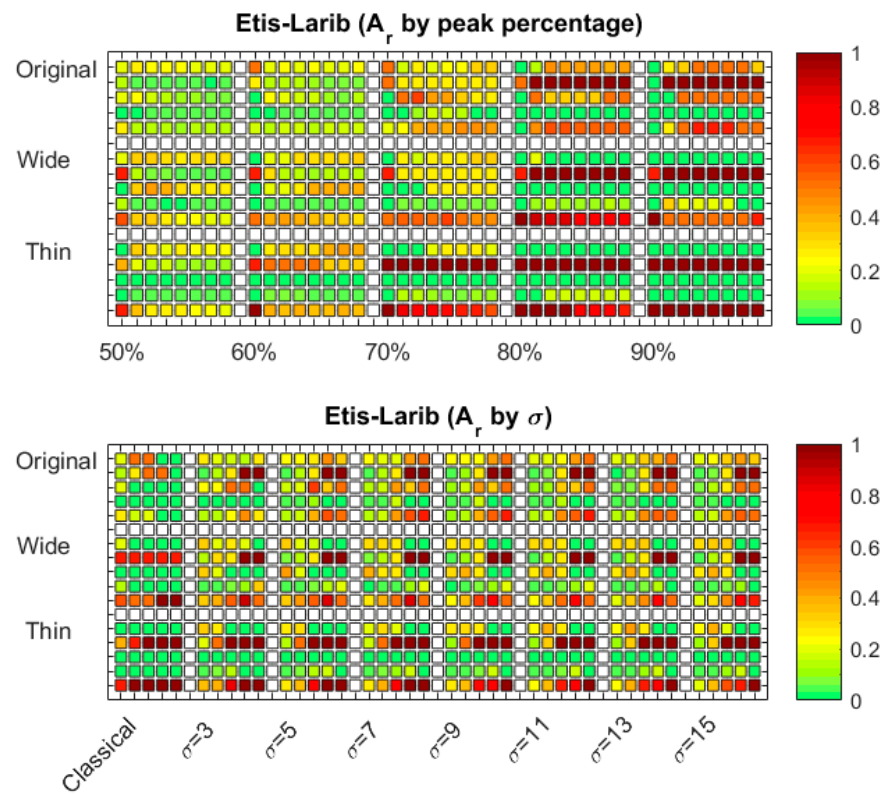 Etis-Larib (Ar by peak percentage)
Original
Wide
Thin
50% 60% 70% 80% 90%
1
0.8
0.6
0.4
0.2
0
Etis-Larib (Ar by σ)
Original
Wide
Thin
Classical σ=3 σ=5 σ=7 σ=9 σ=11 σ=13 σ=15
1
0.8
0.6
0.4
0.2
0